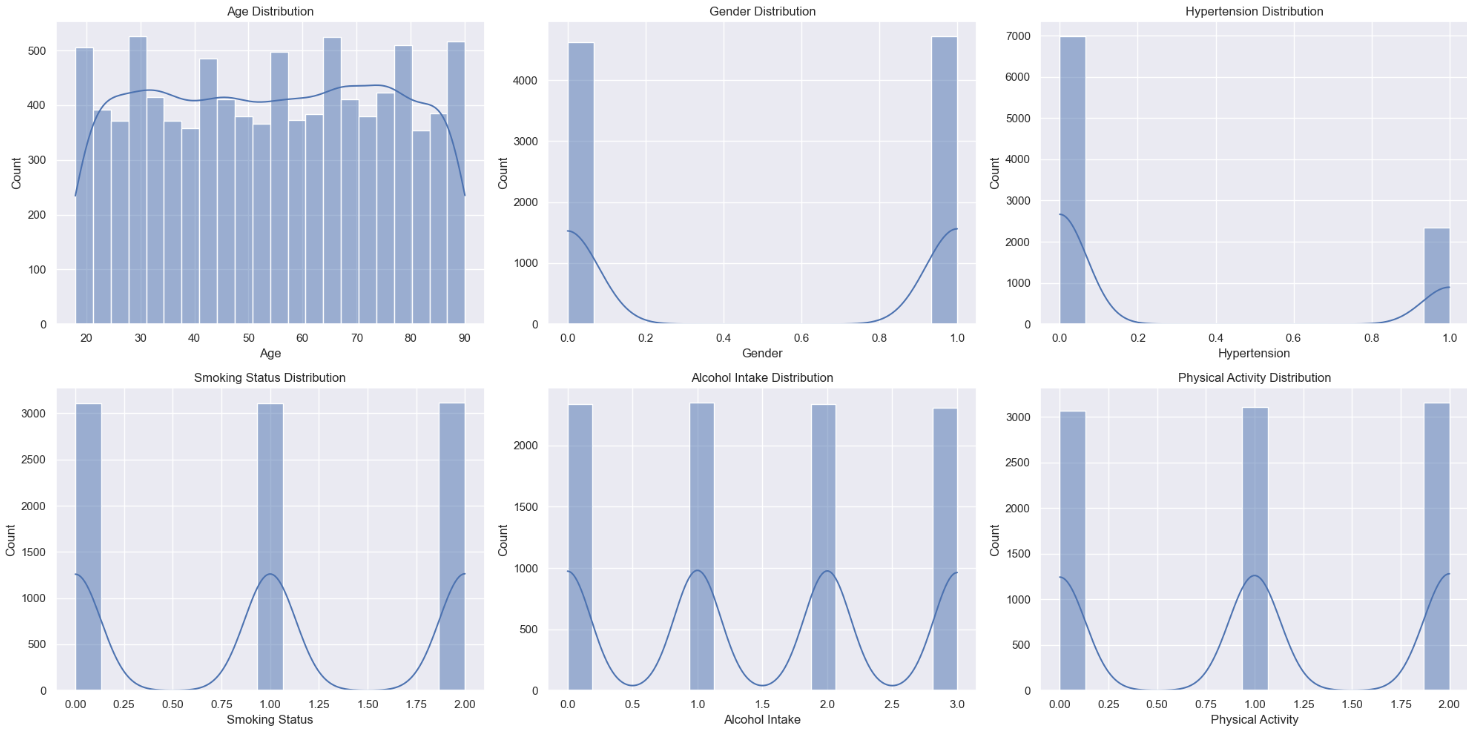 Age Distribution
500
400
300
200
100
0
Count
20 30 40 50 60 70 80 90
Age
Gender Distribution
4000
3000
2000
1000
0
Count
0.0 0.2 0.4 0.6 0.8 1.0
Gender
Hypertension Distribution
7000
6000
5000
4000
3000
2000
1000
0
Count
0.0 0.2 0.4 0.6 0.8 1.0
Hypertension
Smoking Status Distribution
3000
2500
2000
1500
1000
500
0
Count
0.00 0.25 0.50 0.75 1.00 1.25 1.50 1.75 2.00
Smoking Status
Alcohol Intake Distribution
2000
1500
1000
500
0
Count
0.0 0.5 1.0 1.5 2.0 2.5 3.0
Alcohol Intake
Physical Activity Distribution
3000
2500
2000
1500
1000
500
0
Count
0.00 0.25 0.50 0.75 1.00 1.25 1.50 1.75 2.00
Physical Activity